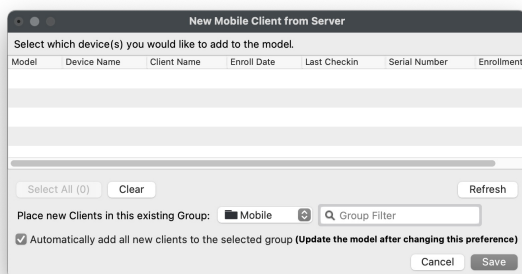 New Mobile Client from Server
Select which device(s) you would like to add to the model.
Model Device Name Client Name Enroll Date Last Checkin Serial Number Enrollment
Select All (0) Clear Refresh
Place new Clients in this existing Group: Mobile Group Filter
Automatically add all new clients to the selected group (Update the model after changing this preference)
Cancel Save